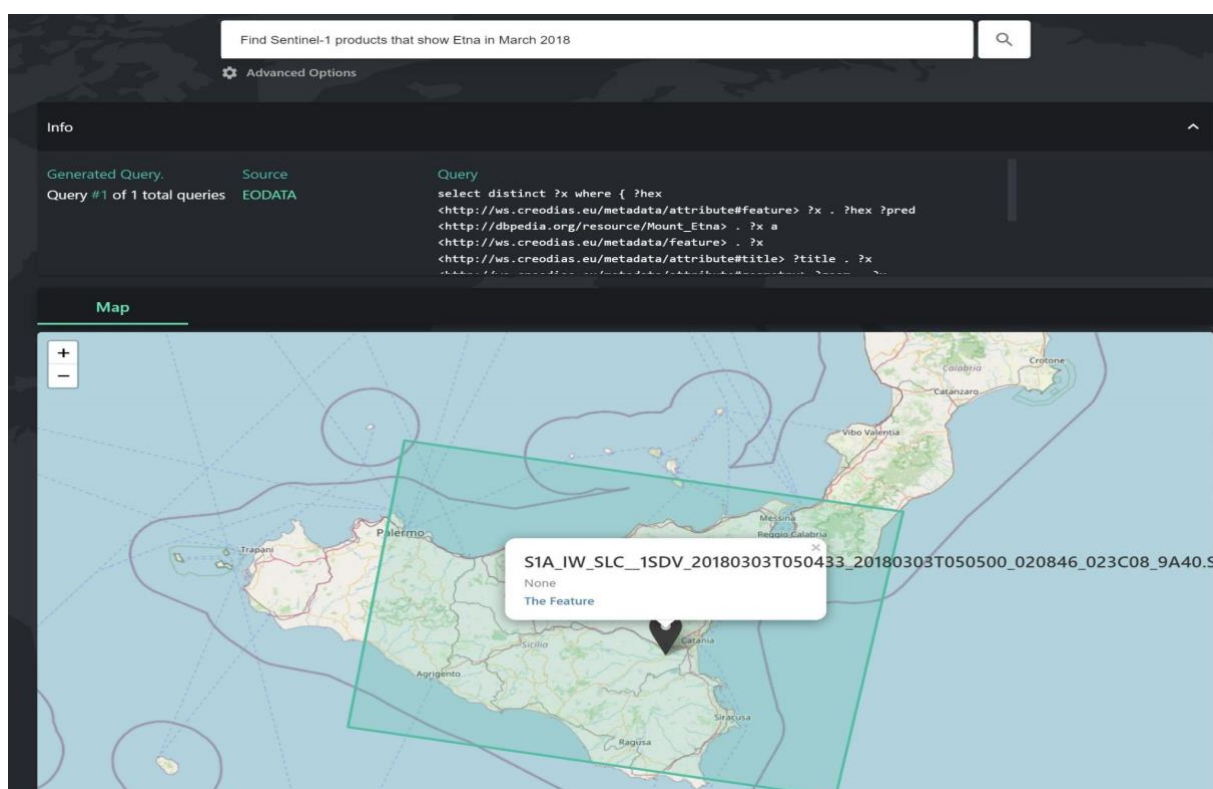 Find Sentinel-1 products that show Etna in March 2018
Advanced Options
Info
Generated Query.
Query #1 of 1 total queries
Source
EODATA
Query
select distinct ?x where { ?hex
<http://ws.creodias.eu/metadata/attribute#feature> ?x . ?hex ?pred
<http://dbpedia.org/resource/Mount_Etna> . ?x a
<http://ws.creodias.eu/metadata/feature> . ?x
<http://ws.creodias.eu/metadata/attribute#title> ?title . ?x
Map
+
−
Crotone
Calabria
Catanzaro
Vibo Valentia
Messina
Reggio Calabria
Palermo
Trapani
×
S1A_IW_SLC__1SDV_20180303T050433_20180303T050500_020846_023C08_9A40.S
None
The Feature
Catania
Sicilia
Agrigento
Siracusa
Ragusa